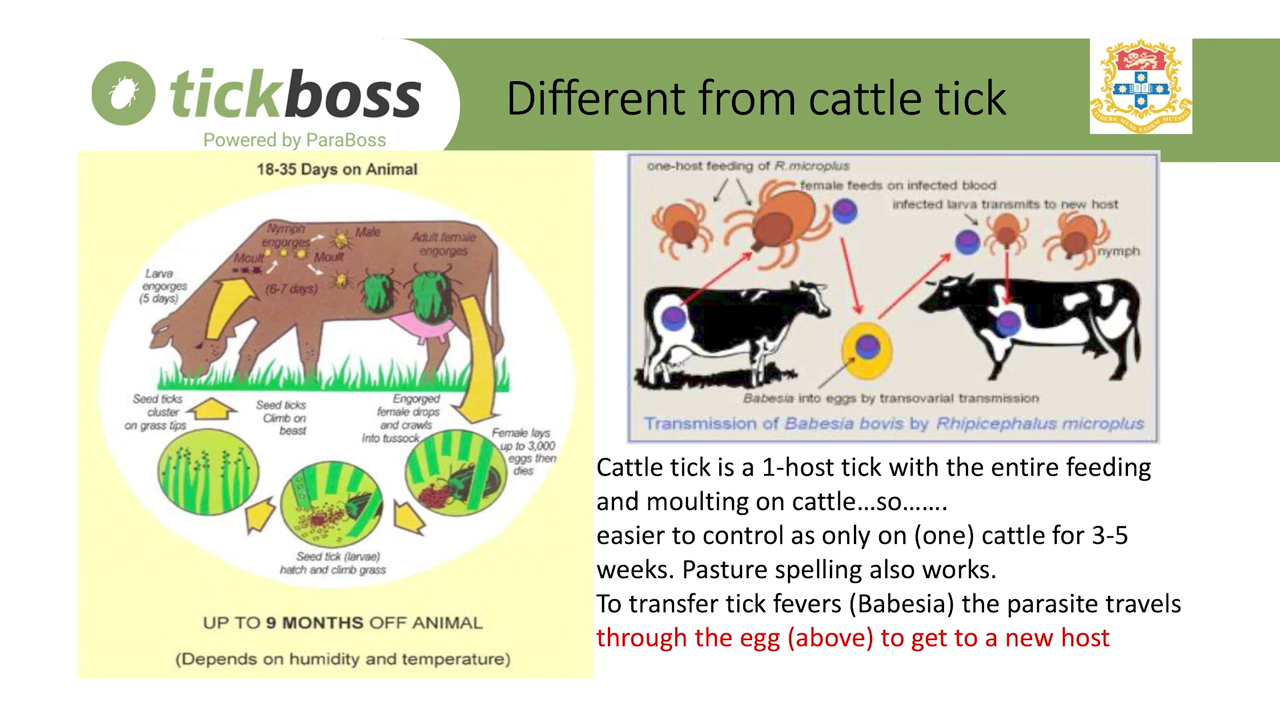 tickboss
Powered by ParaBoss
Different from cattle tick
18-35 Days on Animal
Nymph
engorges
Male
Adult female
engorges
Moult
Moult
Larva
engorges
(5 days)
(6-7 days)
Seed ticks
cluster
on grass tips
Seed ticks
Climb on
beast
Engorged
female drops
and crawls
Into tussock
Female lays
up to 3,000
eggs then
dies
Seed tick (larvae)
hatch and climb grass
UP TO 9 MONTHS OFF ANIMAL
(Depends on humidity and temperature)
one-host feeding of R.microplus
female feeds on infected blood
infected larva transmits to new host
nymph
Babesia into eggs by transovarial transmission
Transmission of Babesia bovis by Rhipicephalus microplus
Cattle tick is a 1-host tick with the entire feeding
and moulting on cattle…so…….
easier to control as only on (one) cattle for 3-5
weeks. Pasture spelling also works.
To transfer tick fevers (Babesia) the parasite travels
through the egg (above) to get to a new host